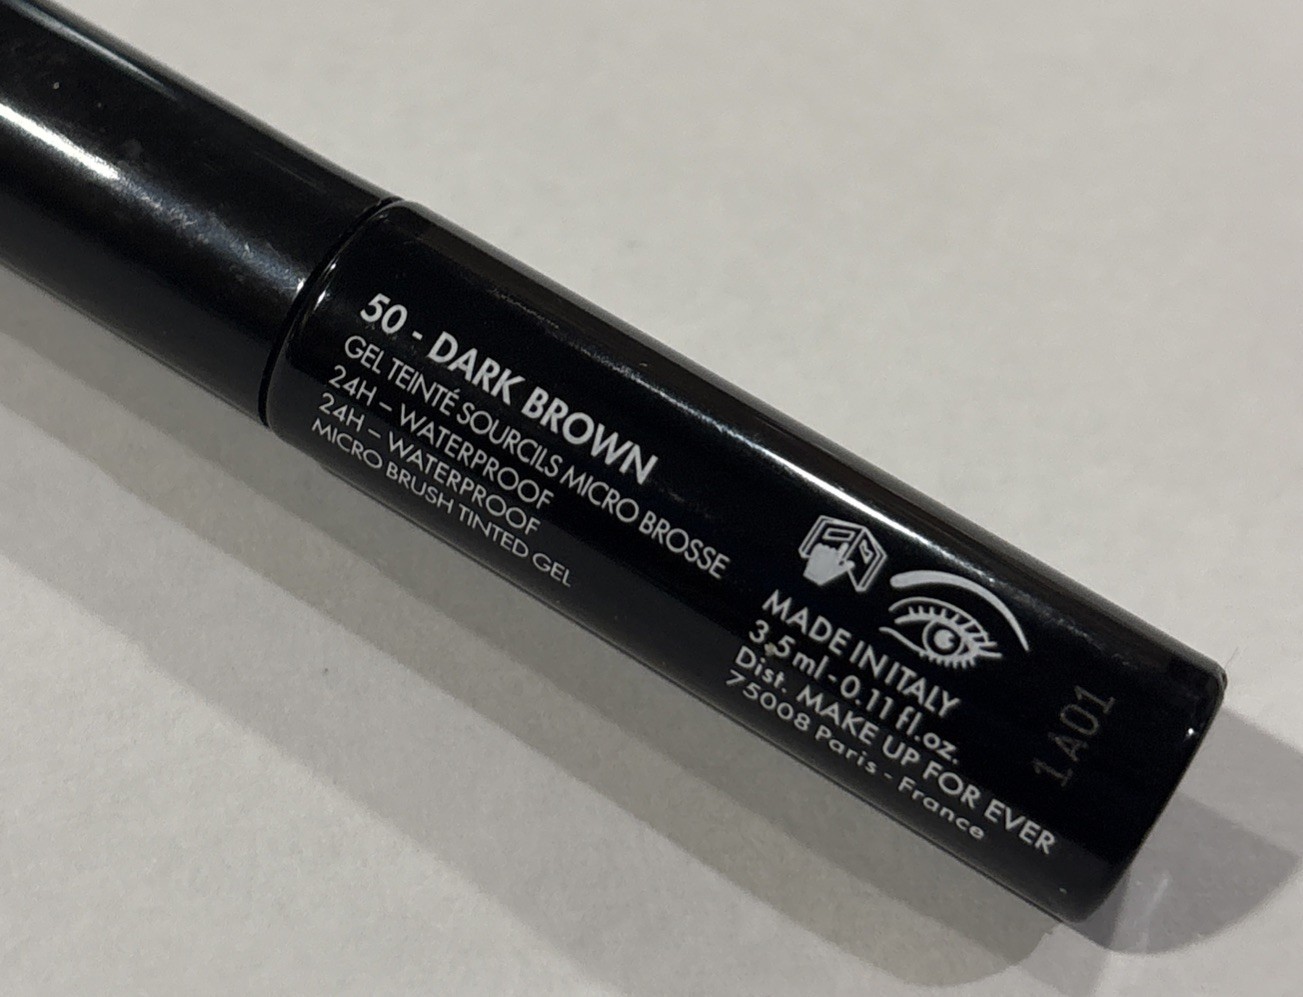 50 - DARK BROWN
GEL TEINTÉ SOURCILS MICRO BROSSE
24H – WATERPROOF
24H – WATERPROOF
MICRO BRUSH TINTED GEL
MADE IN ITALY
3,5 ml - 0.11 fl.oz.
Dist. MAKE UP FOR EVER
75008 Paris - France
1A01